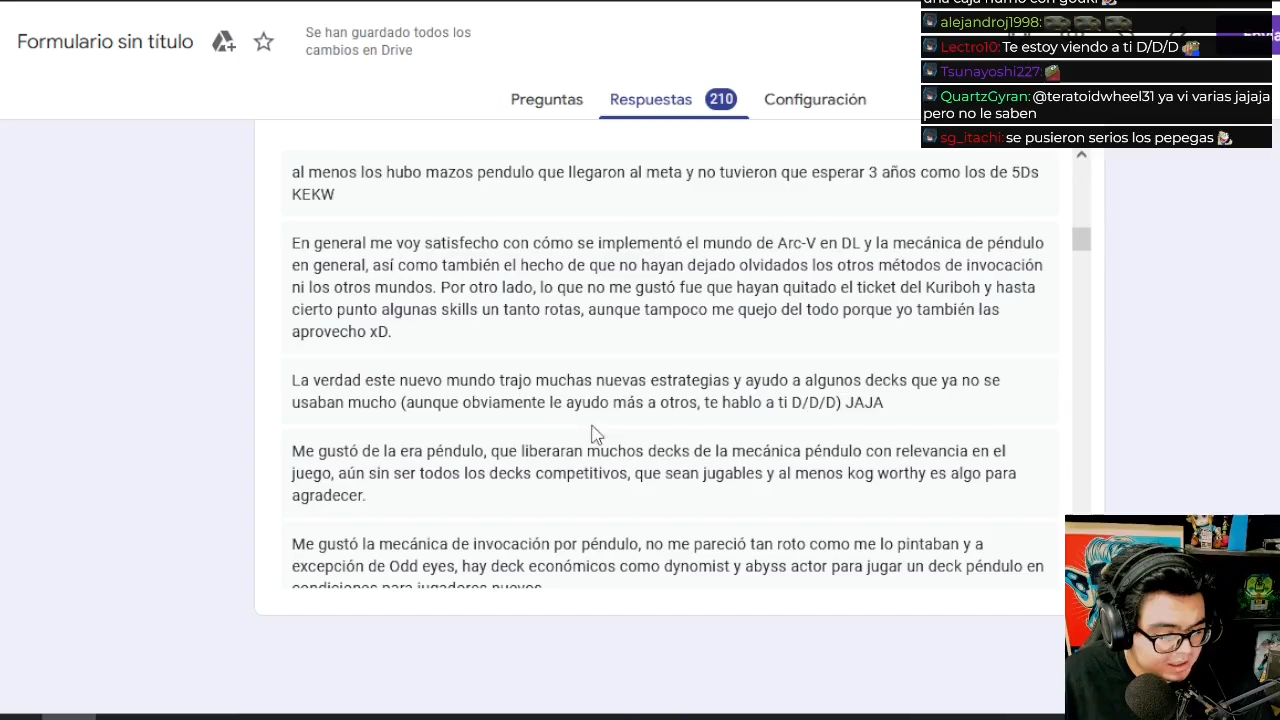 Formulario sin titulo
Se han guardado todos los
cambios en Drive
Preguntas
Respuestas
210
Configuración
al menos los hubo mazos pendulo que llegaron al meta y no tuvieron que esperar 3 años como los de 5Ds
KEKW
En general me voy satisfecho con cómo se implementó el mundo de Arc-V en DL y la mecánica de péndulo
en general, así como también el hecho de que no hayan dejado olvidados los otros métodos de invocación
ni los otros mundos. Por otro lado, lo que no me gustó fue que hayan quitado el ticket del Kuriboh y hasta
cierto punto algunas skills un tanto rotas, aunque tampoco me quejo del todo porque yo también las
aprovecho xD.
La verdad este nuevo mundo trajo muchas nuevas estrategias y ayudo a algunos decks que ya no se
usaban mucho (aunque obviamente le ayudo más a otros, te hablo a ti D/D/D) JAJA
Me gustó de la era péndulo, que liberaran muchos decks de la mecánica péndulo con relevancia en el
juego, aún sin ser todos los decks competitivos, que sean jugables y al menos kog worthy es algo para
agradecer.
Me gustó la mecánica de invocación por péndulo, no me pareció tan roto como me lo pintaban y a
excepción de Odd eyes, hay deck económicos como dynomist y abyss actor para jugar un deck péndulo en
condiciones para jugadores nuevos
una caja humo con gouki
alejandroj1998:
Lectro10: Te estoy viendo a ti D/D/D
Tsunayoshi227:
QuartzGyran: @teratoidwheel31 ya vi varias jajaja
pero no le saben
sg_itachi: se pusieron serios los pepegas